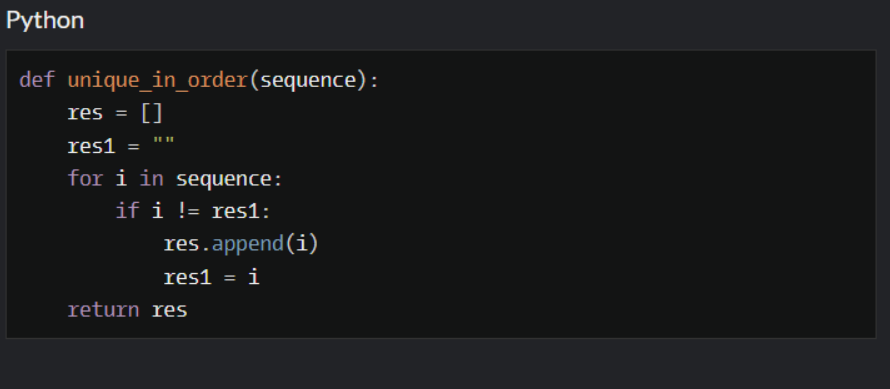 Python
def unique_in_order(sequence):
    res = []
    res1 = ""
    for i in sequence:
        if i != res1:
            res.append(i)
            res1 = i
    return res